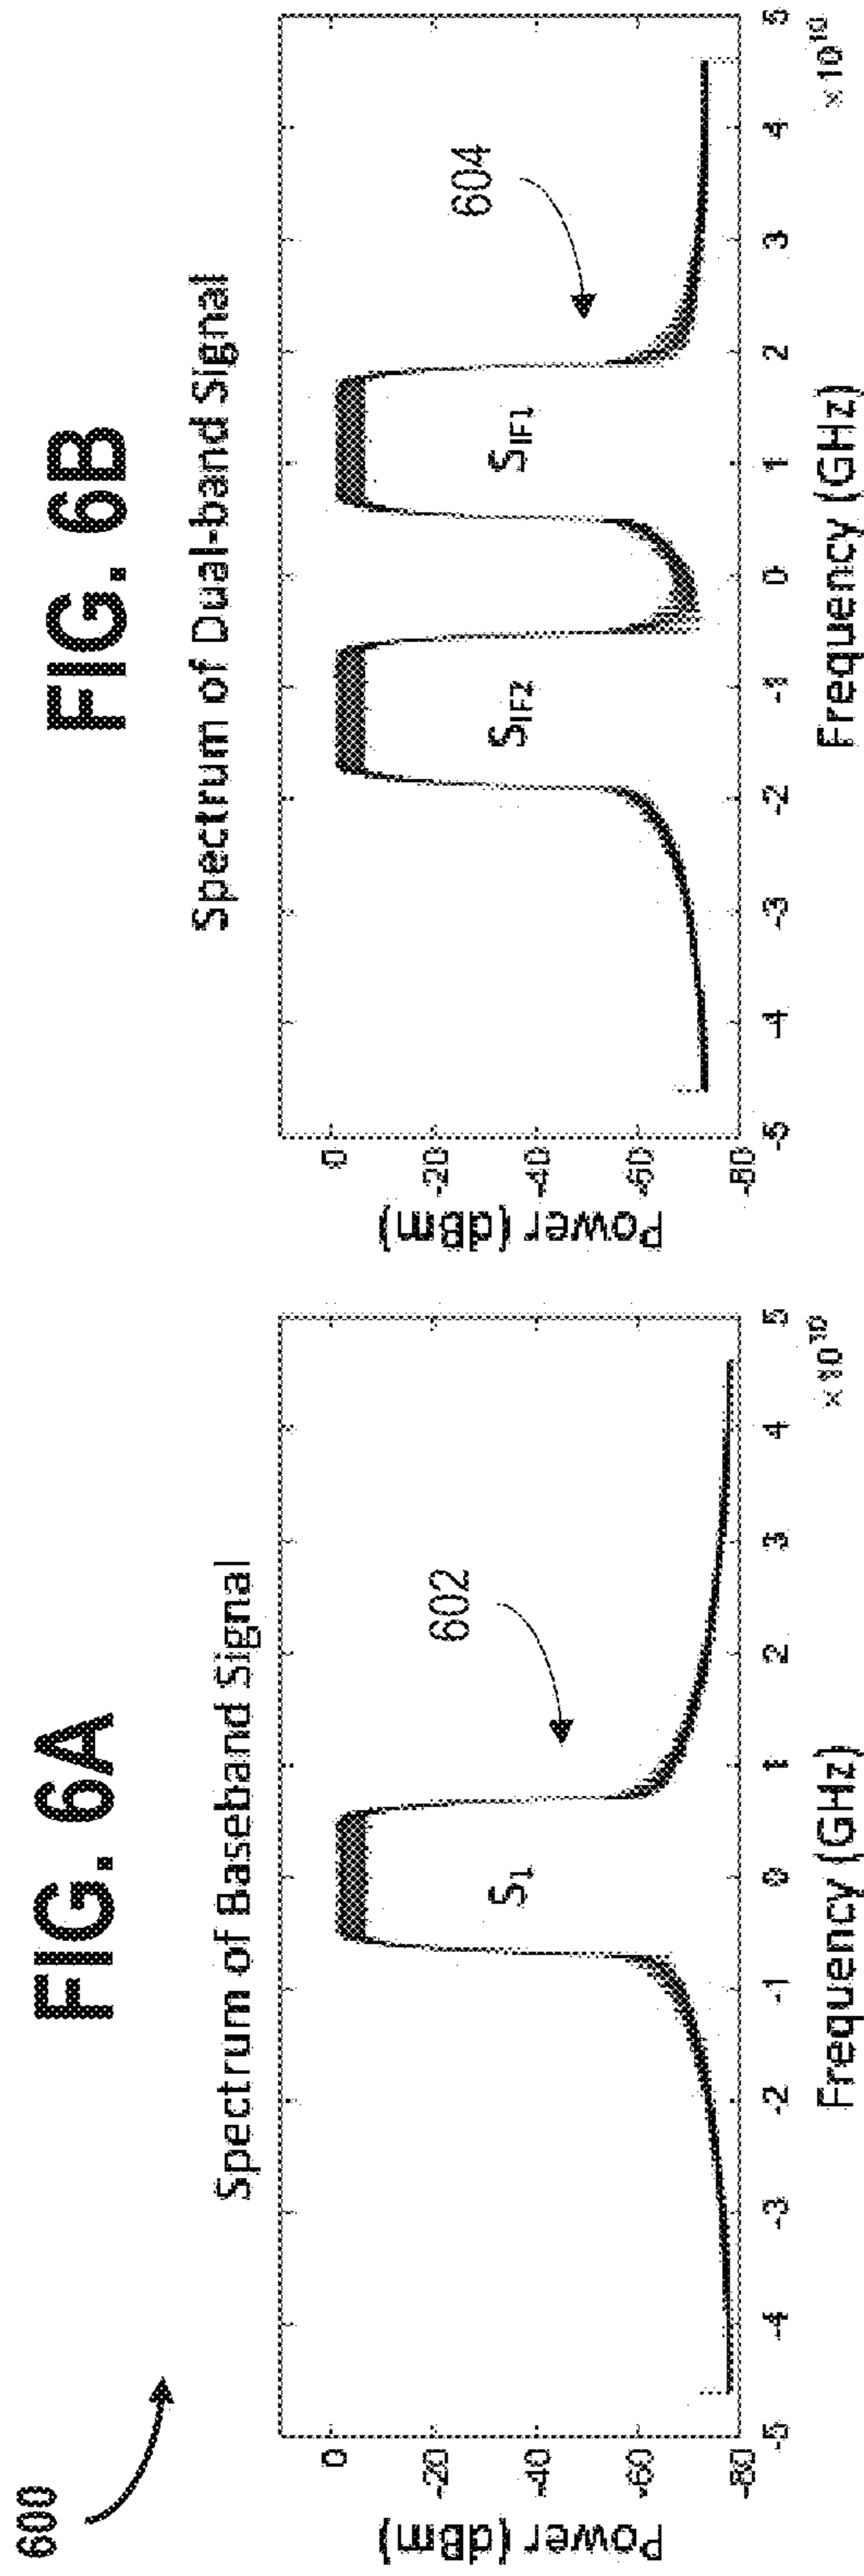 600
FIG. 6A
Spectrum of Baseband Signal
Power (dBm)
0
-20
-40
-60
-80
602
S1
-5 -4 -3 -2 -1 0 1 2 3 4 5
×10^10
Frequency (GHz)
FIG. 6B
Spectrum of Dual-band Signal
Power (dBm)
0
-20
-40
-60
-80
604
SIF2 SIF1
-5 -4 -3 -2 -1 0 1 2 3 4 5
×10^10
Frequency (GHz)